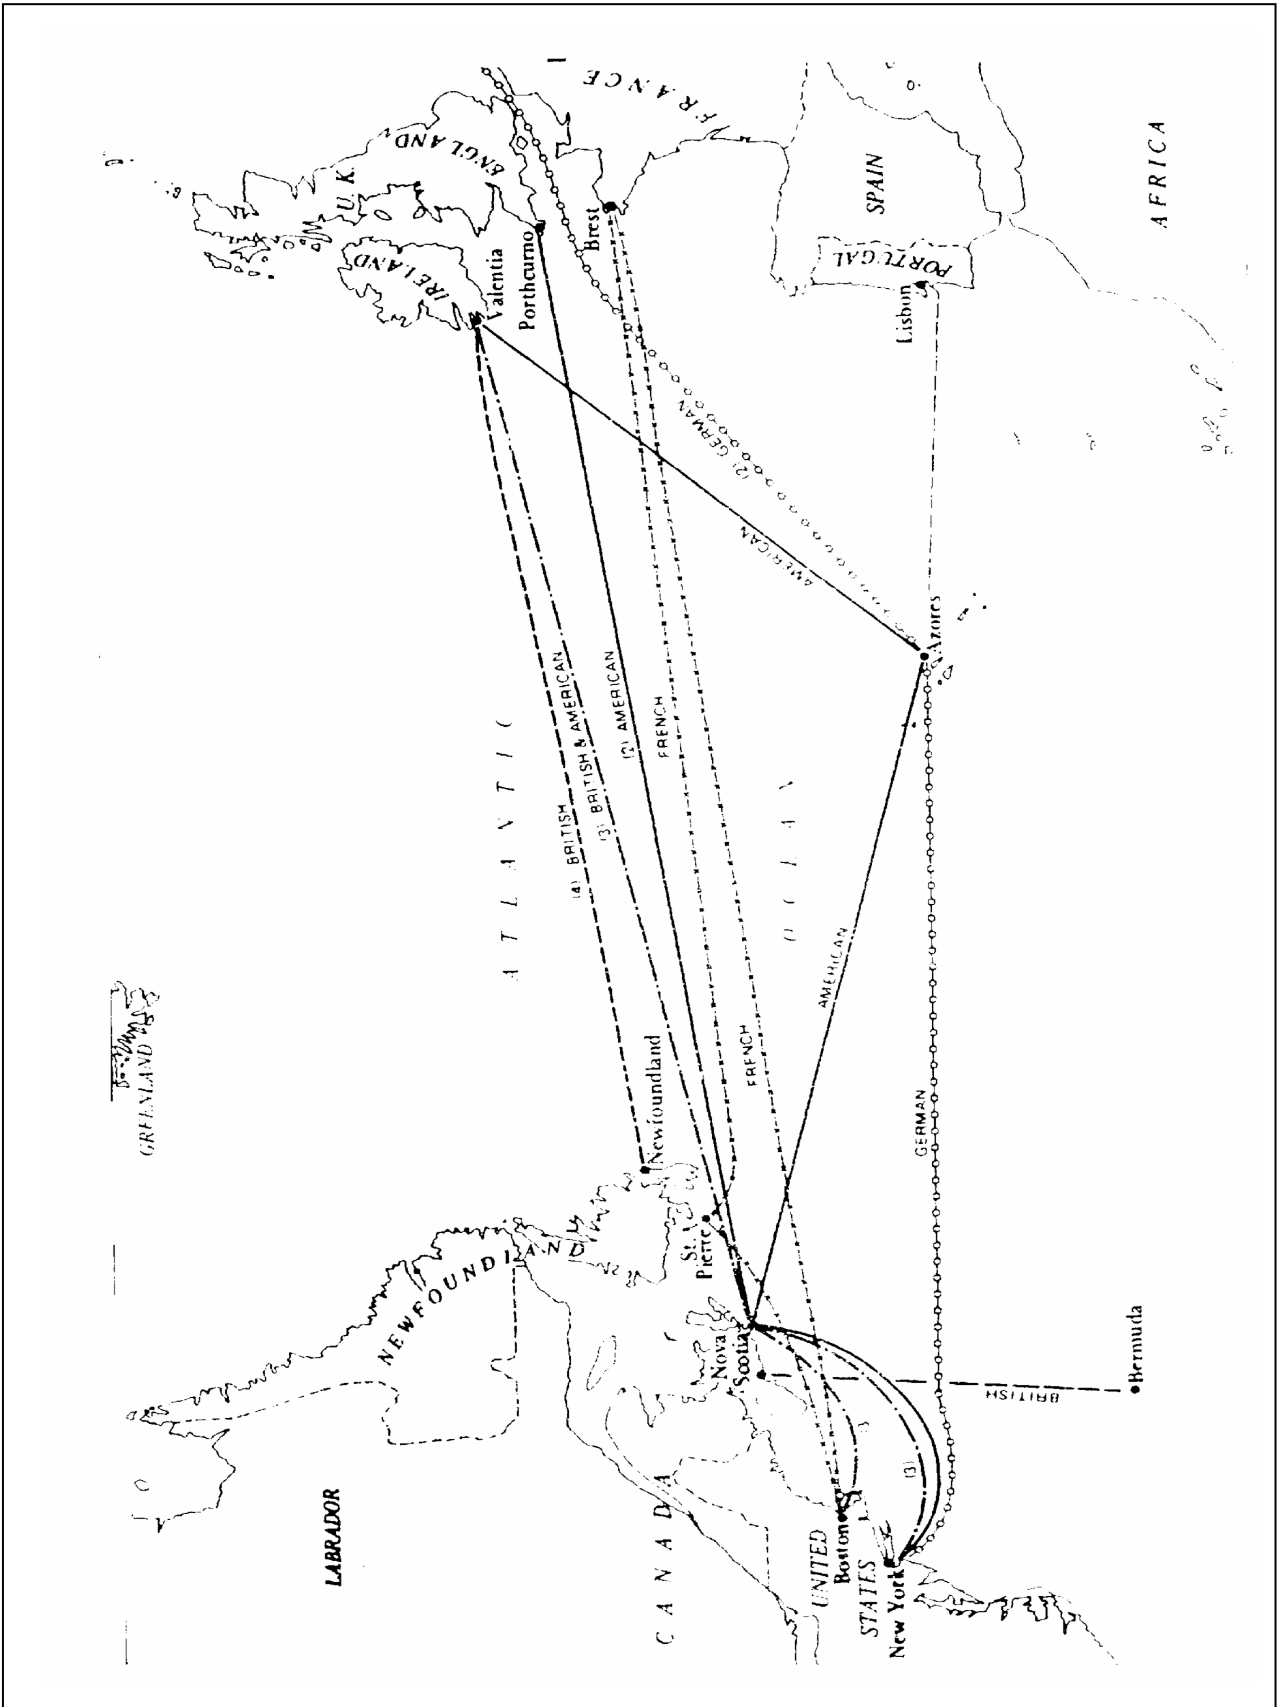 GREENLAND
LABRADOR
NEWFOUNDLAND
CANADA
UNITED
STATES
Boston
New York
Nova
Scotia
St.
Pierre
Newfoundland
Bermuda
ATLANTIC
OCEAN
U.K.
ENGLAND
IRELAND
Valentia
Porthcurno
Brest
FRANCE
SPAIN
PORTUGAL
Lisbon
AFRICA
Azores
(4) BRITISH
(3) BRITISH & AMERICAN
(2) AMERICAN
FRENCH
FRENCH
(2) GERMAN
AMERICAN
AMERICAN
GERMAN
BRITISH
(3)